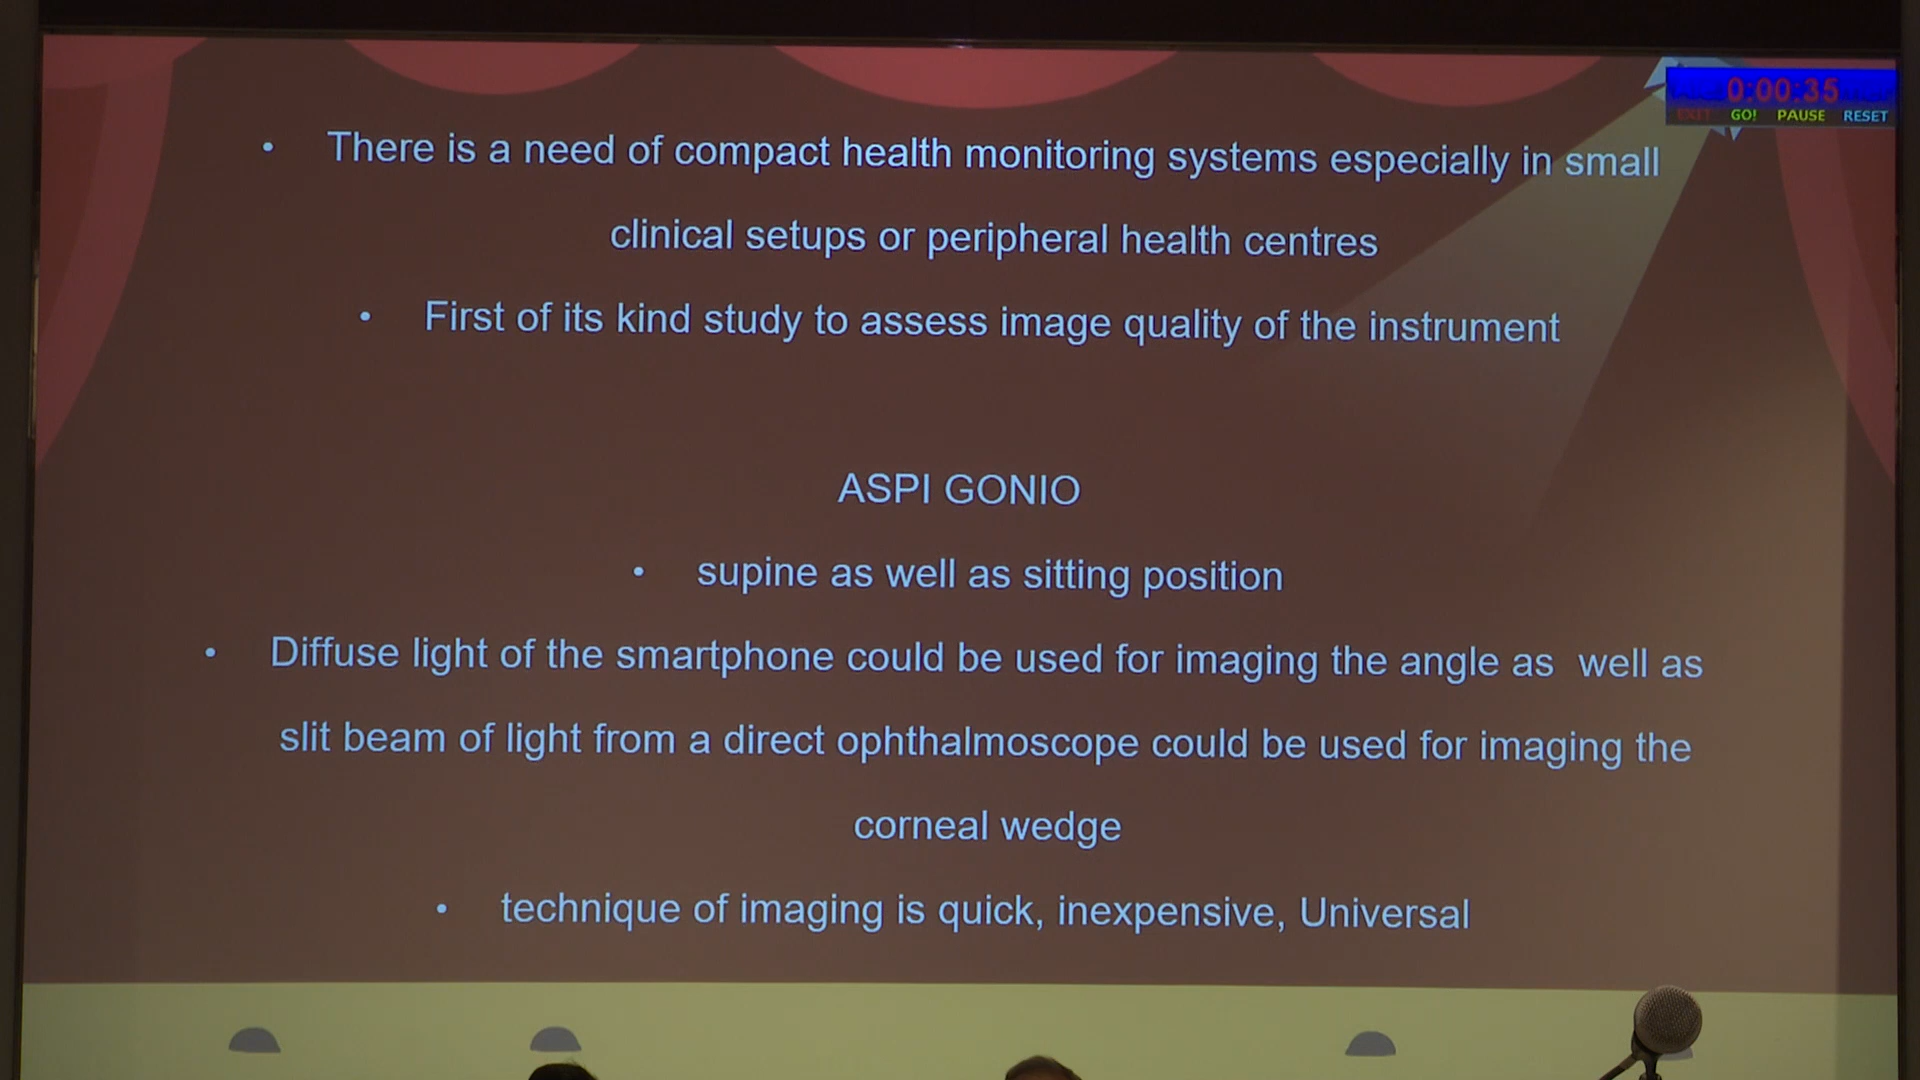 0:00:35
EXIT GO! PAUSE RESET
• There is a need of compact health monitoring systems especially in small
clinical setups or peripheral health centres
• First of its kind study to assess image quality of the instrument
ASPI GONIO
• supine as well as sitting position
• Diffuse light of the smartphone could be used for imaging the angle as well as
slit beam of light from a direct ophthalmoscope could be used for imaging the
corneal wedge
• technique of imaging is quick, inexpensive, Universal